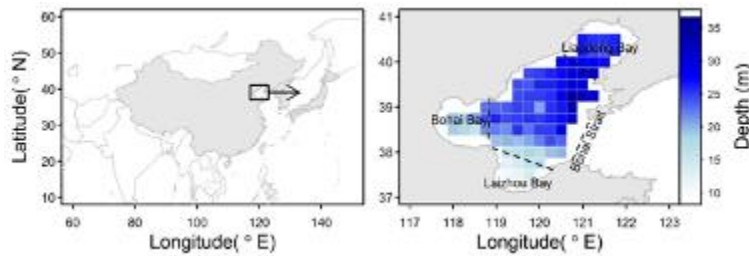 60
50
40
30
20
10
Latitude( ° N)
60 80 100 120 140
Longitude( ° E)
41
40
39
38
37
Liaodong Bay
Bohai Bay
Bohai Strait
Laizhou Bay
117 118 119 120 121 122 123
Longitude( ° E)
35
30
25
20
15
10
Depth (m)